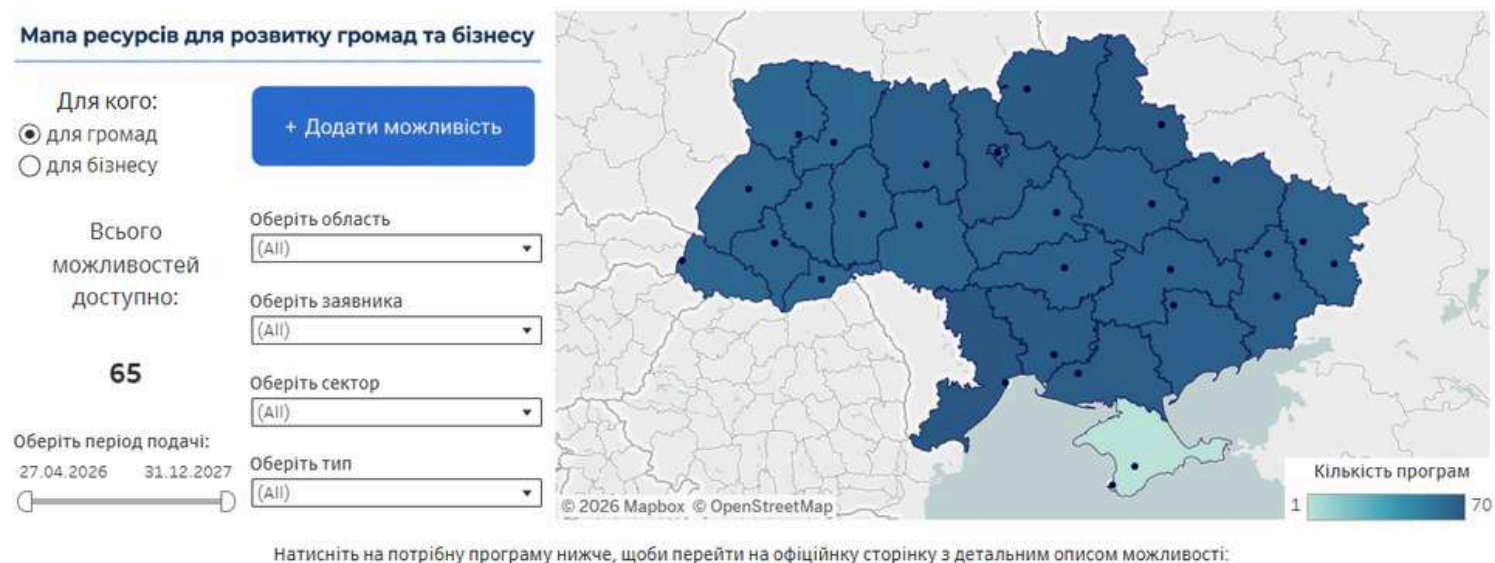 Мапа ресурсів для розвитку громад та бізнесу
Для кого:
для громад
для бізнесу
+ Додати можливість
Всього
можливостей
доступно:
65
Оберіть період подачі:
27.04.2026 31.12.2027
Оберіть область
(All)
Оберіть заявника
(All)
Оберіть сектор
(All)
Оберіть тип
(All)
© 2026 Mapbox © OpenStreetMap
Кількість програм
1 70
Натисніть на потрібну програму нижче, щоби перейти на офіційнку сторінку з детальним описом можливості: